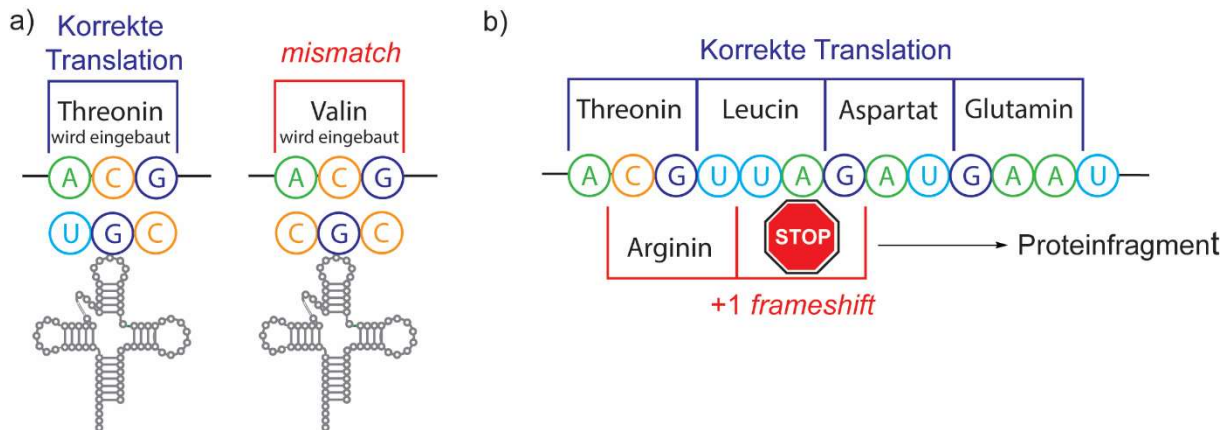 a)
Korrekte
Translation
mismatch
Threonin
wird eingebaut
Valin
wird eingebaut
A C G
A C G
U G C
C G C
b)
Korrekte Translation
Threonin Leucin Aspartat Glutamin
A C G U U A G A U G A A U
Arginin STOP Proteinfragment
+1 frameshift